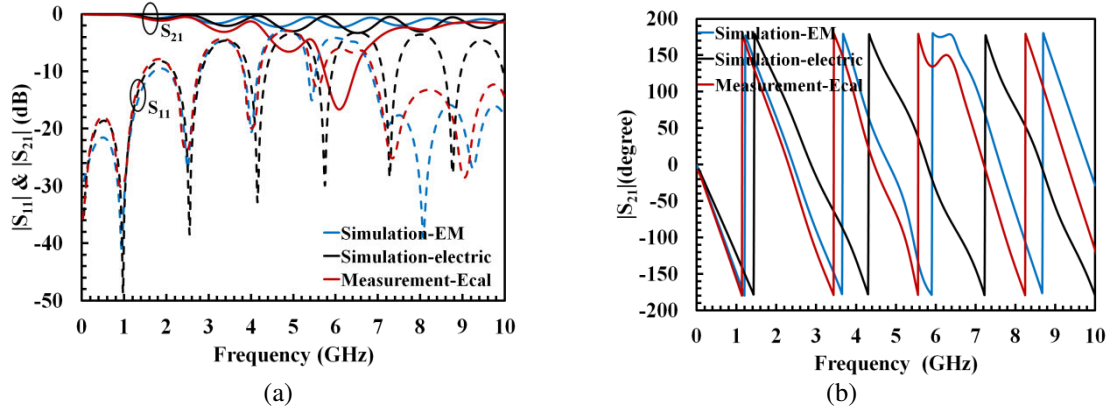 |S11| & |S21| (dB)
0
-10
-20
-30
-40
-50
S21
S11
Simulation-EM
Simulation-electric
Measurement-Ecal
0 1 2 3 4 5 6 7 8 9 10
Frequency (GHz)
(a)
|S21|(degree)
200
150
100
50
0
-50
-100
-150
-200
Simulation-EM
Simulation-electric
Measurement-Ecal
0 1 2 3 4 5 6 7 8 9 10
Frequency (GHz)
(b)